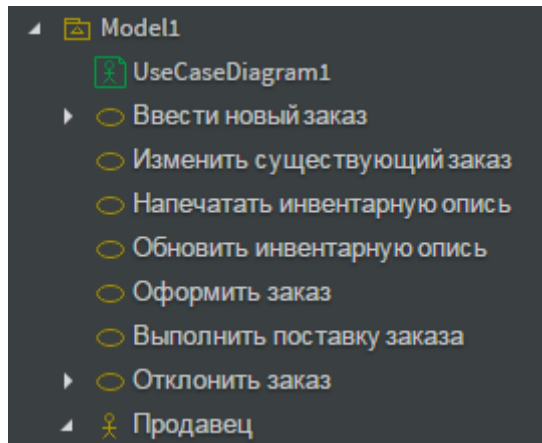 Model1
UseCaseDiagram1
Ввести новый заказ
Изменить существующий заказ
Напечатать инвентарную опись
Обновить инвентарную опись
Оформить заказ
Выполнить поставку заказа
Отклонить заказ
Продавец